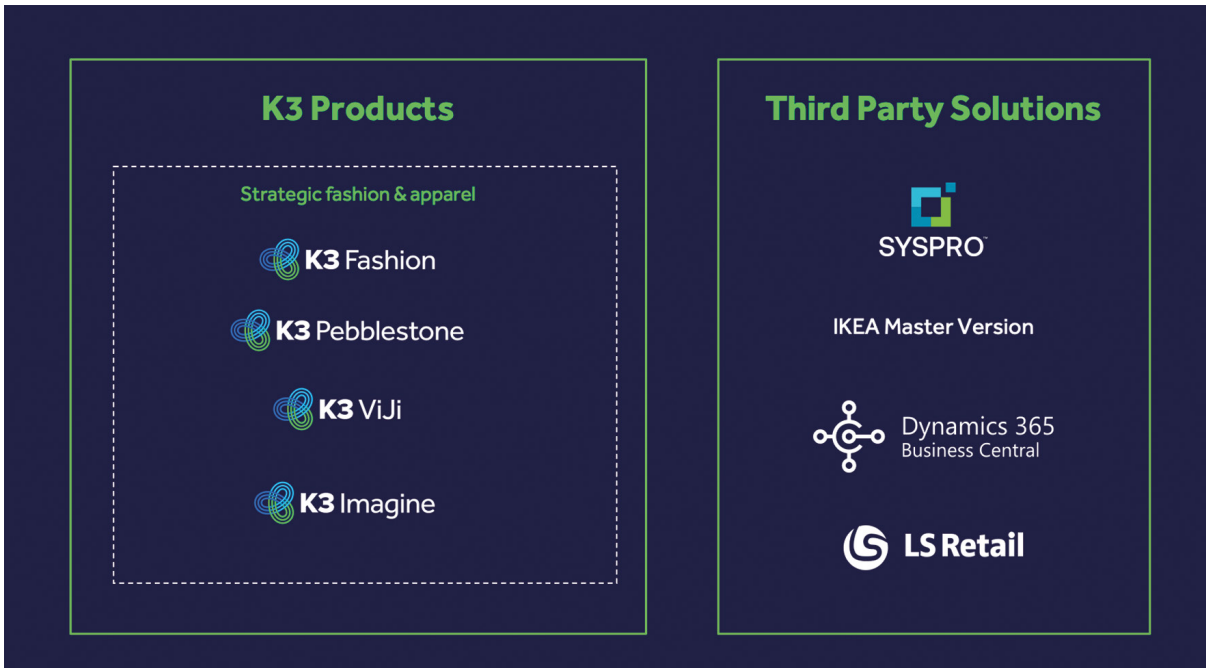 K3 Products
Strategic fashion & apparel
K3 Fashion
K3 Pebblestone
K3 ViJi
K3 Imagine
Third Party Solutions
SYSPRO™
IKEA Master Version
Dynamics 365
Business Central
LS Retail